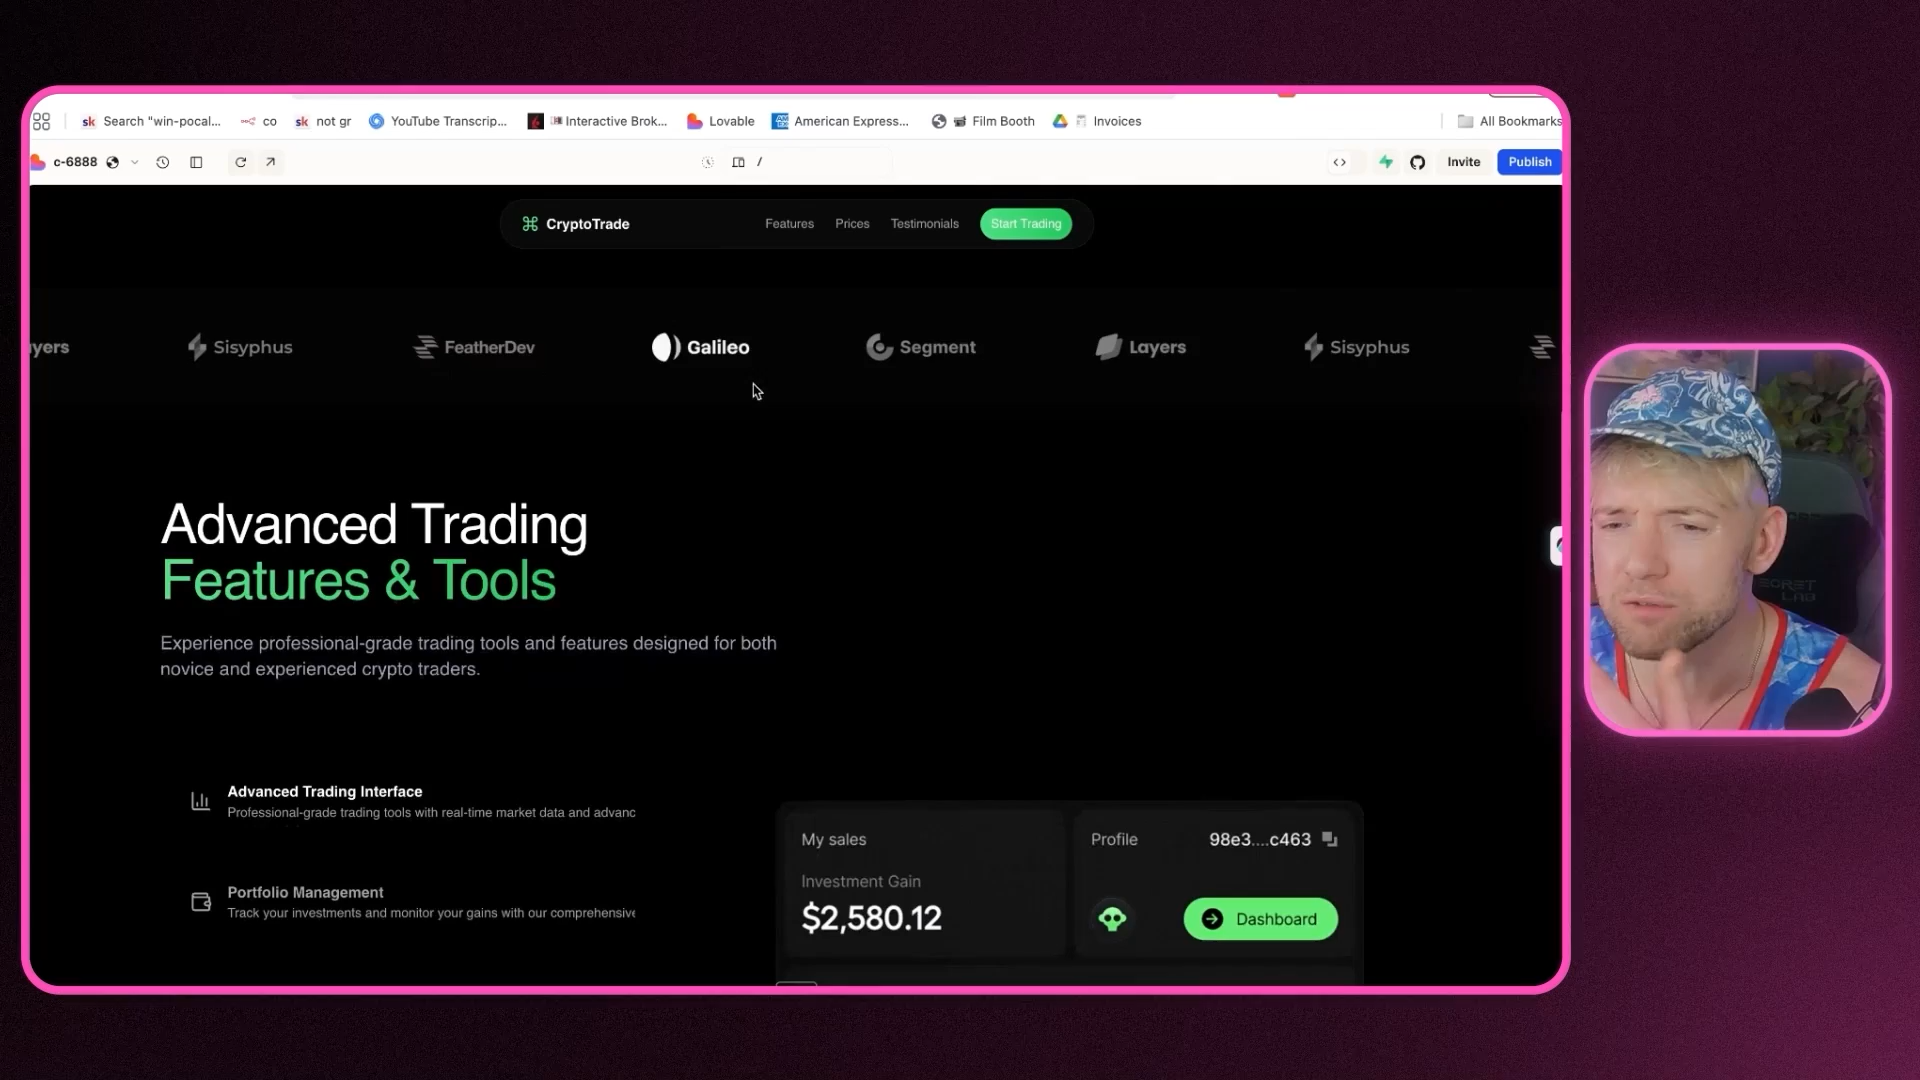 Search "win-pocal...
co
not gr
YouTube Transcrip...
Interactive Brok...
Lovable
American Express...
Film Booth
Invoices
All Bookmarks
c-6888
/
Invite
Publish
CryptoTrade
Features
Prices
Testimonials
Start Trading
yers
Sisyphus
FeatherDev
Galileo
Segment
Layers
Sisyphus
Advanced Trading
Features & Tools
Experience professional-grade trading tools and features designed for both
novice and experienced crypto traders.
Advanced Trading Interface
Professional-grade trading tools with real-time market data and advanc
Portfolio Management
Track your investments and monitor your gains with our comprehensive
My sales
Investment Gain
$2,580.12
Profile
98e3....c463
Dashboard